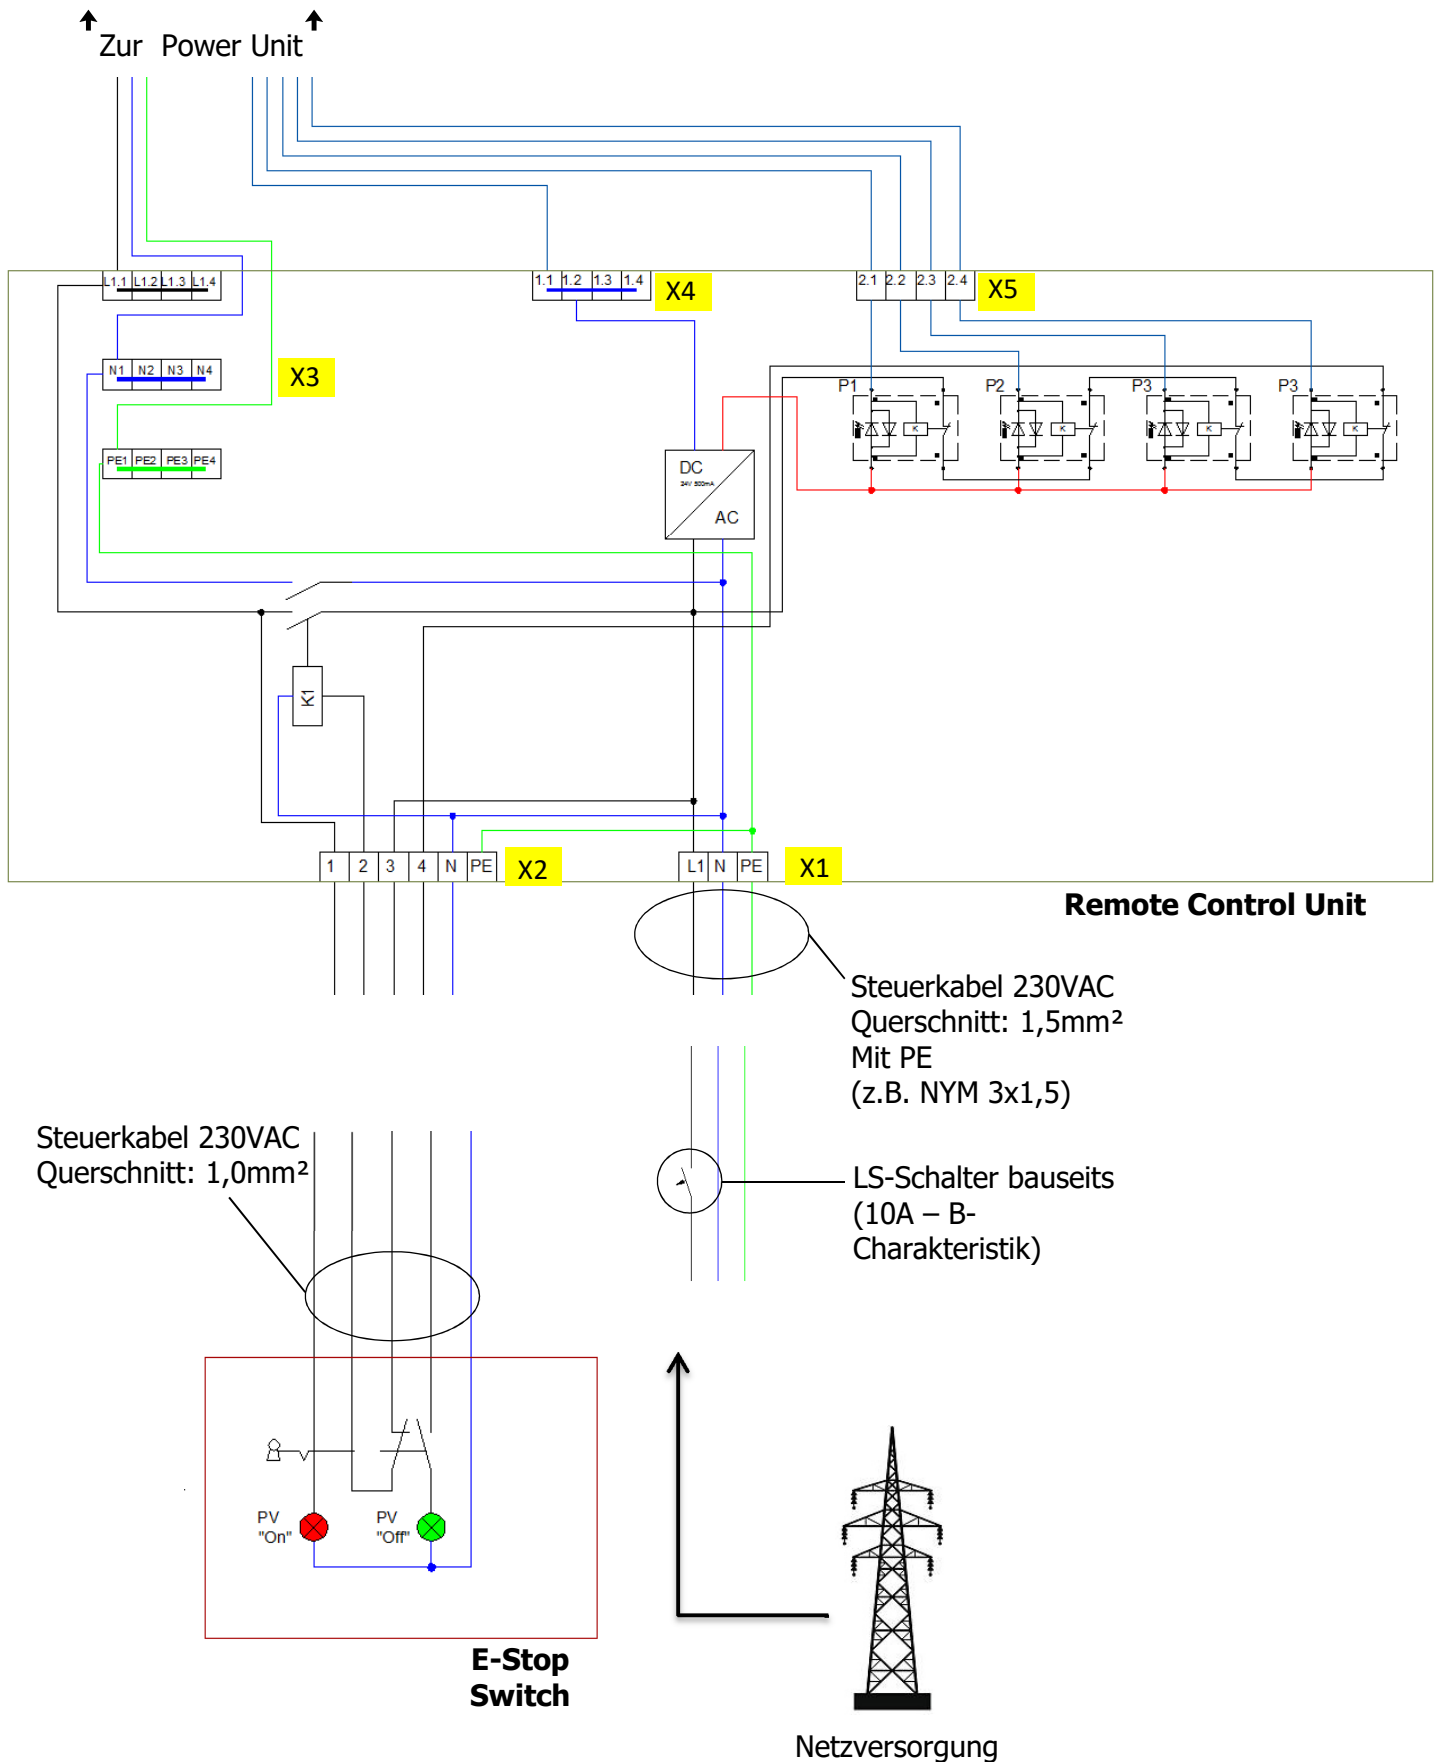 Zur Power Unit
L1.1 L1.2 L1.3 L1.4
1.1 1.2 1.3 1.4
X4
2.1 2.2 2.3 2.4
X5
N1 N2 N3 N4
X3
P1
P2
P3
P3
K
K
K
K
PE1 PE2 PE3 PE4
DC
24V 500mA
AC
K1
1 2 3 4 N PE
X2
L1 N PE
X1
Remote Control Unit
Steuerkabel 230VAC
Querschnitt: 1,5mm²
Mit PE
(z.B. NYM 3x1,5)
Steuerkabel 230VAC
Querschnitt: 1,0mm²
LS-Schalter bauseits
(10A – B-
Charakteristik)
PV
"On"
PV
"Off"
E-Stop
Switch
Netzversorgung